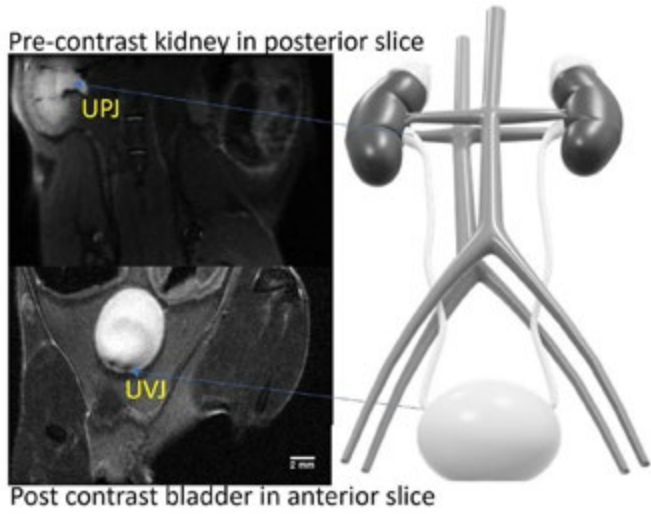 Pre-contrast kidney in posterior slice
UPJ
UVJ
2 mm
Post contrast bladder in anterior slice